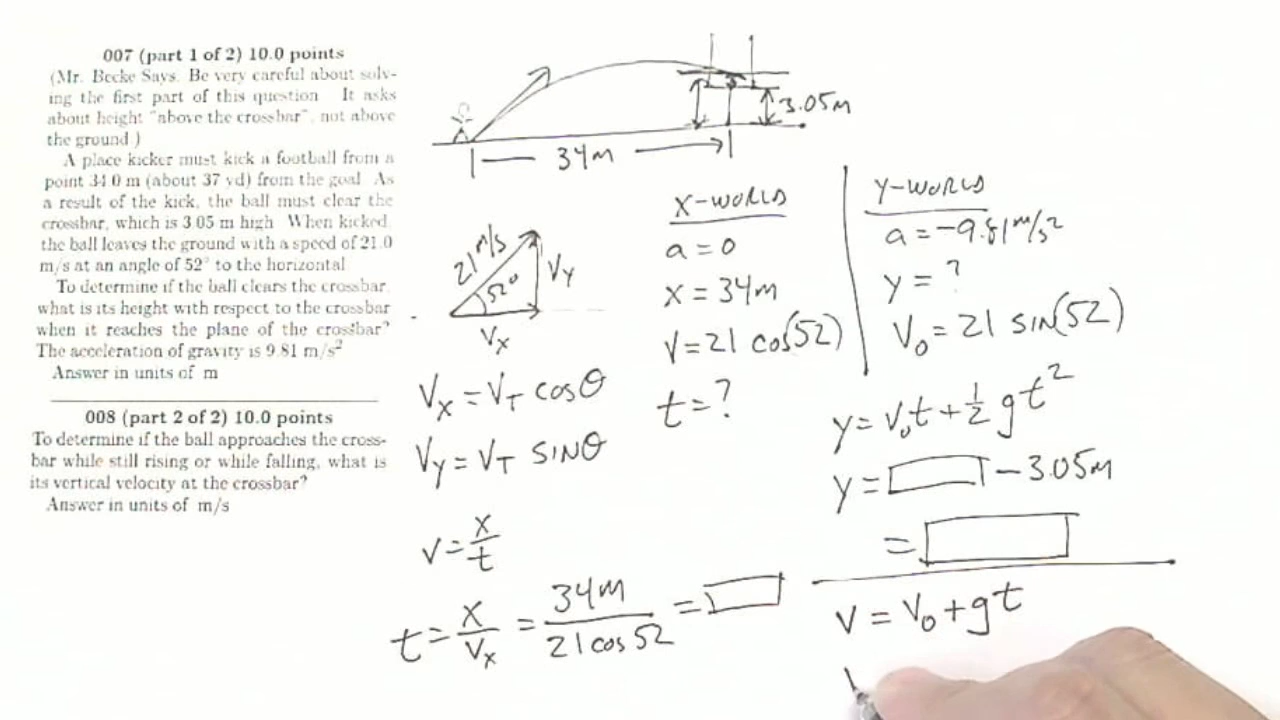 007 (part 1 of 2) 10.0 points
(Mr. Becke Says. Be very careful about solv-
ing the first part of this question It asks
about height "above the crossbar", not above
the ground )
A place kicker must kick a football from a
point 34.0 m (about 37 yd) from the goal As
a result of the kick, the ball must clear the
crossbar, which is 3.05 m high When kicked
the ball leaves the ground with a speed of 21.0
m/s at an angle of 52° to the horizontal
To determine if the ball clears the crossbar
what is its height with respect to the crossbar
when it reaches the plane of the crossbar?
The acceleration of gravity is 9.81 m/s²
Answer in units of m
008 (part 2 of 2) 10.0 points
To determine if the ball approaches the cross-
bar while still rising or while falling, what is
its vertical velocity at the crossbar?
Answer in units of m/s
3.05M
34M
21 m/s
52°
Vy
Vx
Vx = VT cosθ
Vy = VT SINθ
v = x/t
t = x/Vx = 34M/21 cos 52 =
X-WORLD
a = 0
x = 34M
V = 21 cos(52)
t = ?
Y-WORLD
a = -9.81 m/s²
y = ?
V₀ = 21 sin(52)
y = V₀t + ½gt²
y = - 3.05M
=
V = V₀ + gt